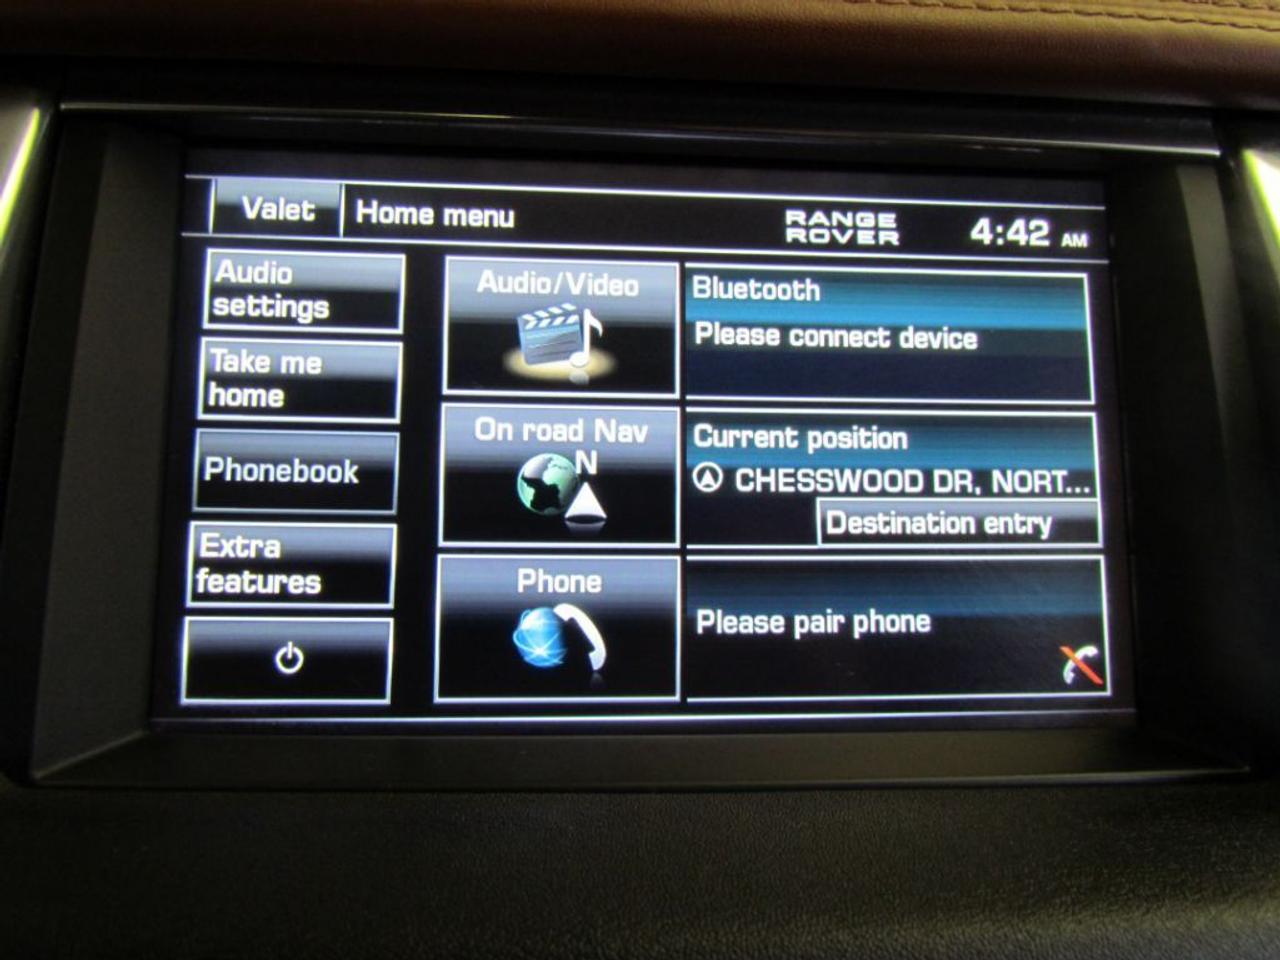 Valet
Home menu
RANGE
ROVER
4:42 AM
Audio
settings
Take me
home
Phonebook
Extra
features
Audio/Video
On road Nav
N
Phone
Bluetooth
Please connect device
Current position
CHESSWOOD DR, NORT...
Destination entry
Please pair phone